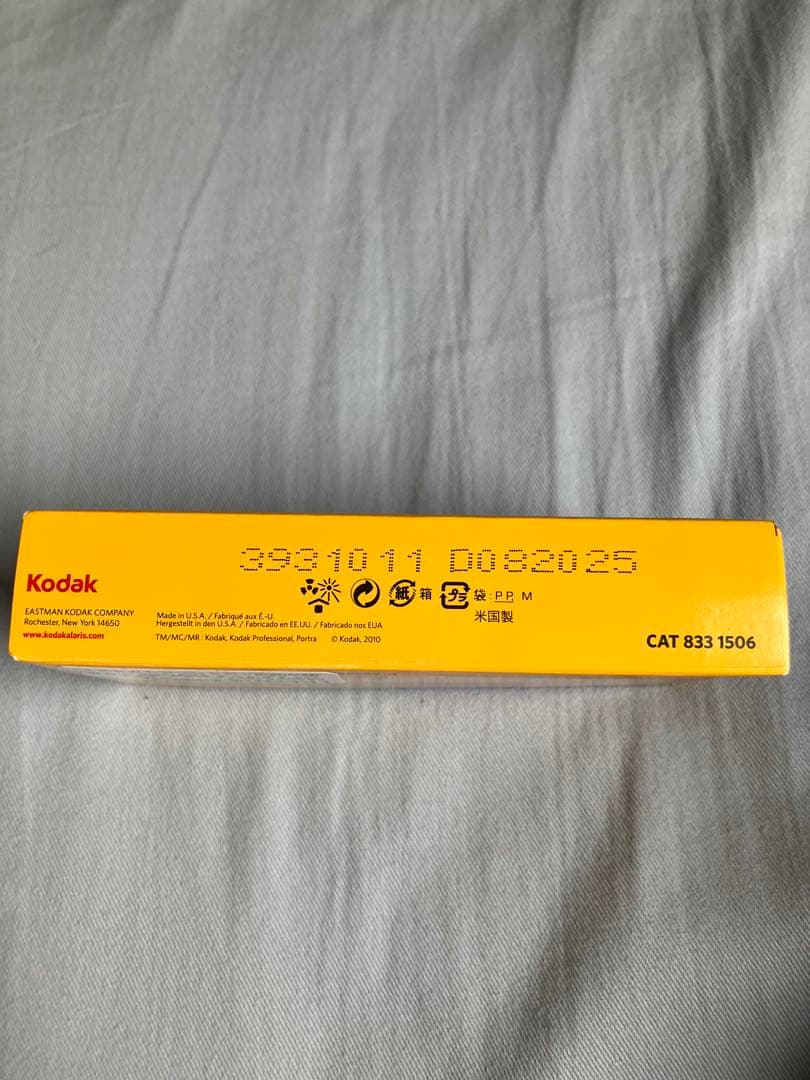 3931011 D082025
Kodak
紙 箱 プラ 袋:PP, M
米国製
EASTMAN KODAK COMPANY
Rochester, New York 14650
www.kodakalaris.com
Made in U.S.A. / Fabriqué aux É.-U.
Hergestellt in den U.S.A. / Fabricado en EE.UU. / Fabricado nos EUA
TM/MC/MR : Kodak, Kodak Professional, Portra © Kodak, 2010
CAT 833 1506